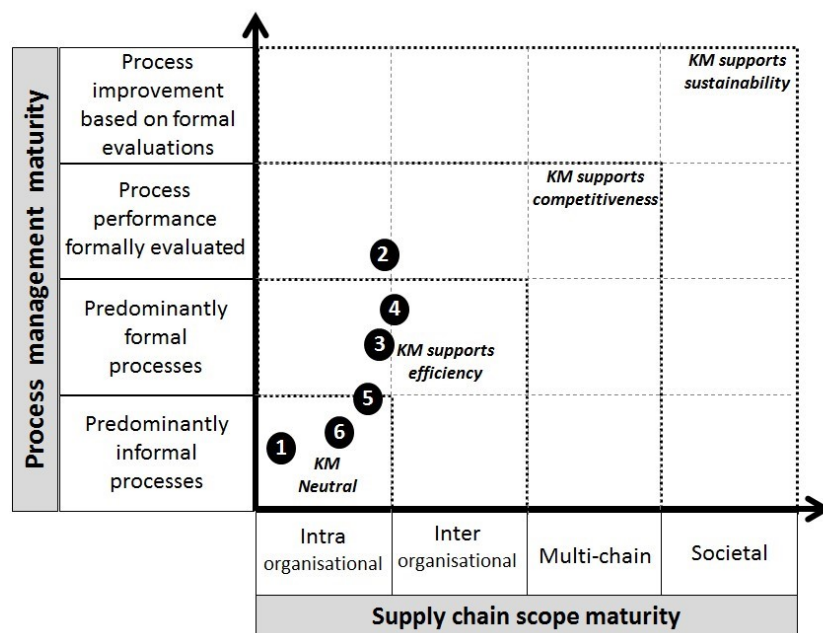 Process management maturity
Process
improvement
based on formal
evaluations
Process
performance
formally evaluated
Predominantly
formal
processes
Predominantly
informal
processes
KM supports
sustainability
KM supports
competitiveness
2
4
3
KM supports
efficiency
5
6
1
KM
Neutral
Intra
organisational
Inter
organisational
Multi-chain
Societal
Supply chain scope maturity